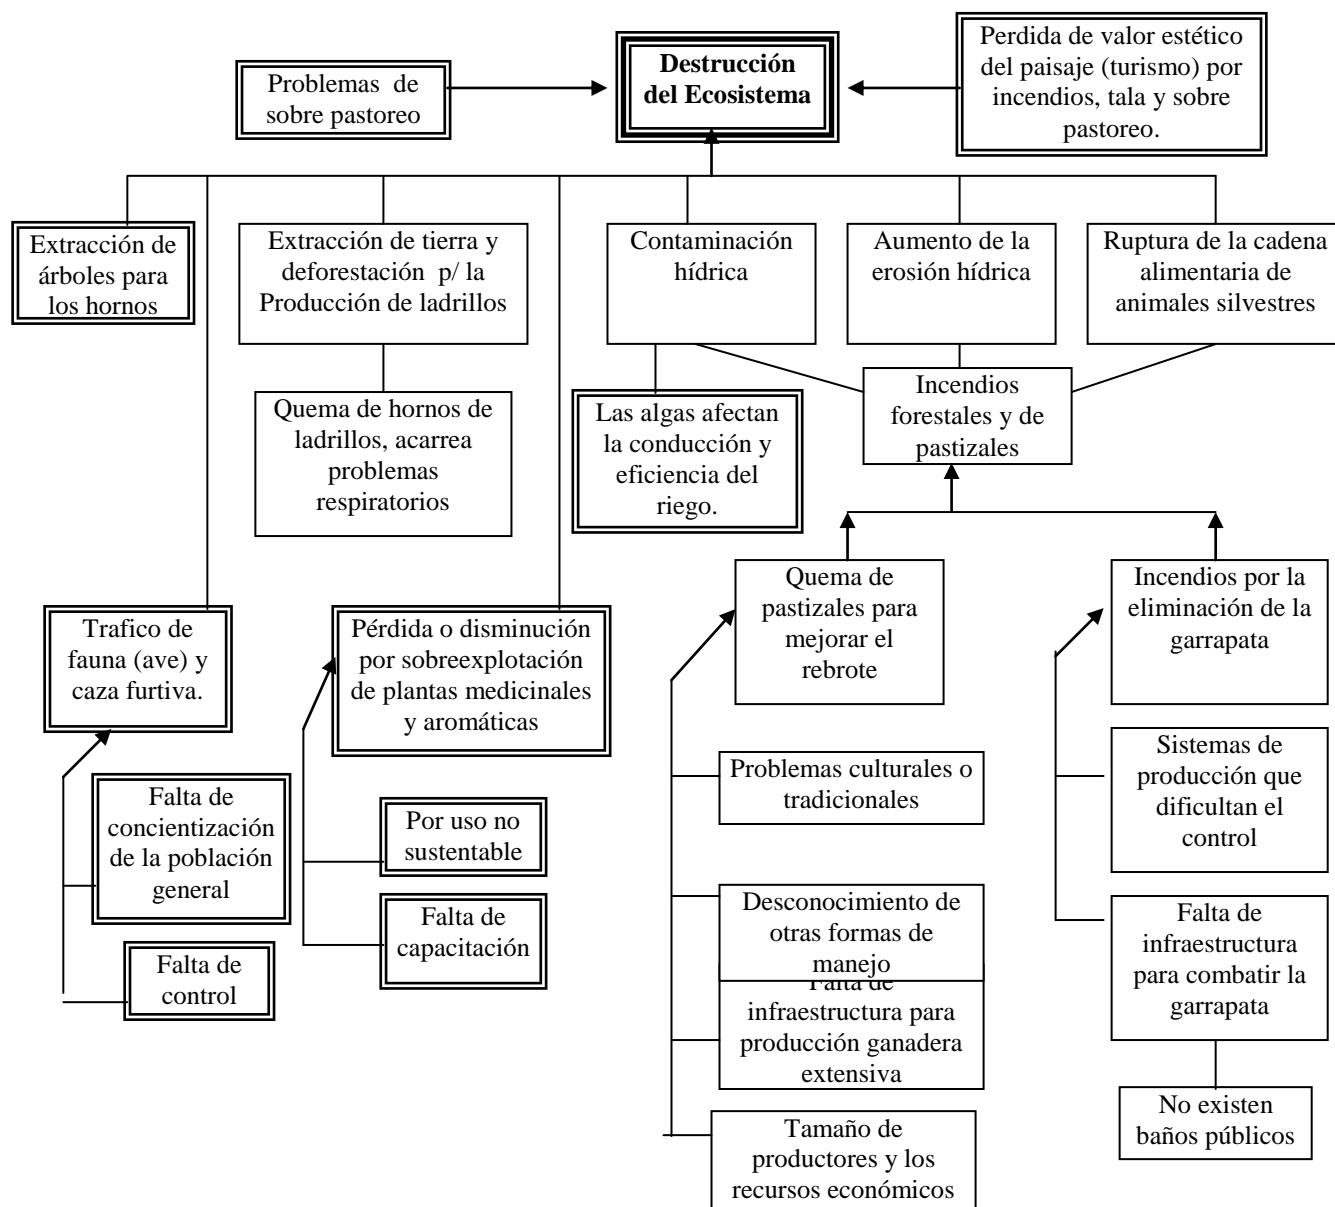 Problemas de
sobre pastoreo
Destrucción
del Ecosistema
Perdida de valor estético
del paisaje (turismo) por
incendios, tala y sobre
pastoreo.
Extracción de
árboles para
los hornos
Extracción de tierra y
deforestación p/ la
Producción de ladrillos
Contaminación
hídrica
Aumento de la
erosión hídrica
Ruptura de la cadena
alimentaria de
animales silvestres
Quema de hornos de
ladrillos, acarrea
problemas
respiratorios
Las algas afectan
la conducción y
eficiencia del
riego.
Incendios
forestales y de
pastizales
Trafico de
fauna (ave) y
caza furtiva.
Pérdida o disminución
por sobreexplotación
de plantas medicinales
y aromáticas
Quema de
pastizales para
mejorar el
rebrote
Incendios por la
eliminación de la
garrapata
Falta de
concientización
de la población
general
Falta de
control
Por uso no
sustentable
Falta de
capacitación
Problemas culturales o
tradicionales
Desconocimiento de
otras formas de
manejo
Falta de
infraestructura para
producción ganadera
extensiva
Tamaño de
productores y los
recursos económicos
Sistemas de
producción que
dificultan el
control
Falta de
infraestructura
para combatir la
garrapata
No existen
baños públicos